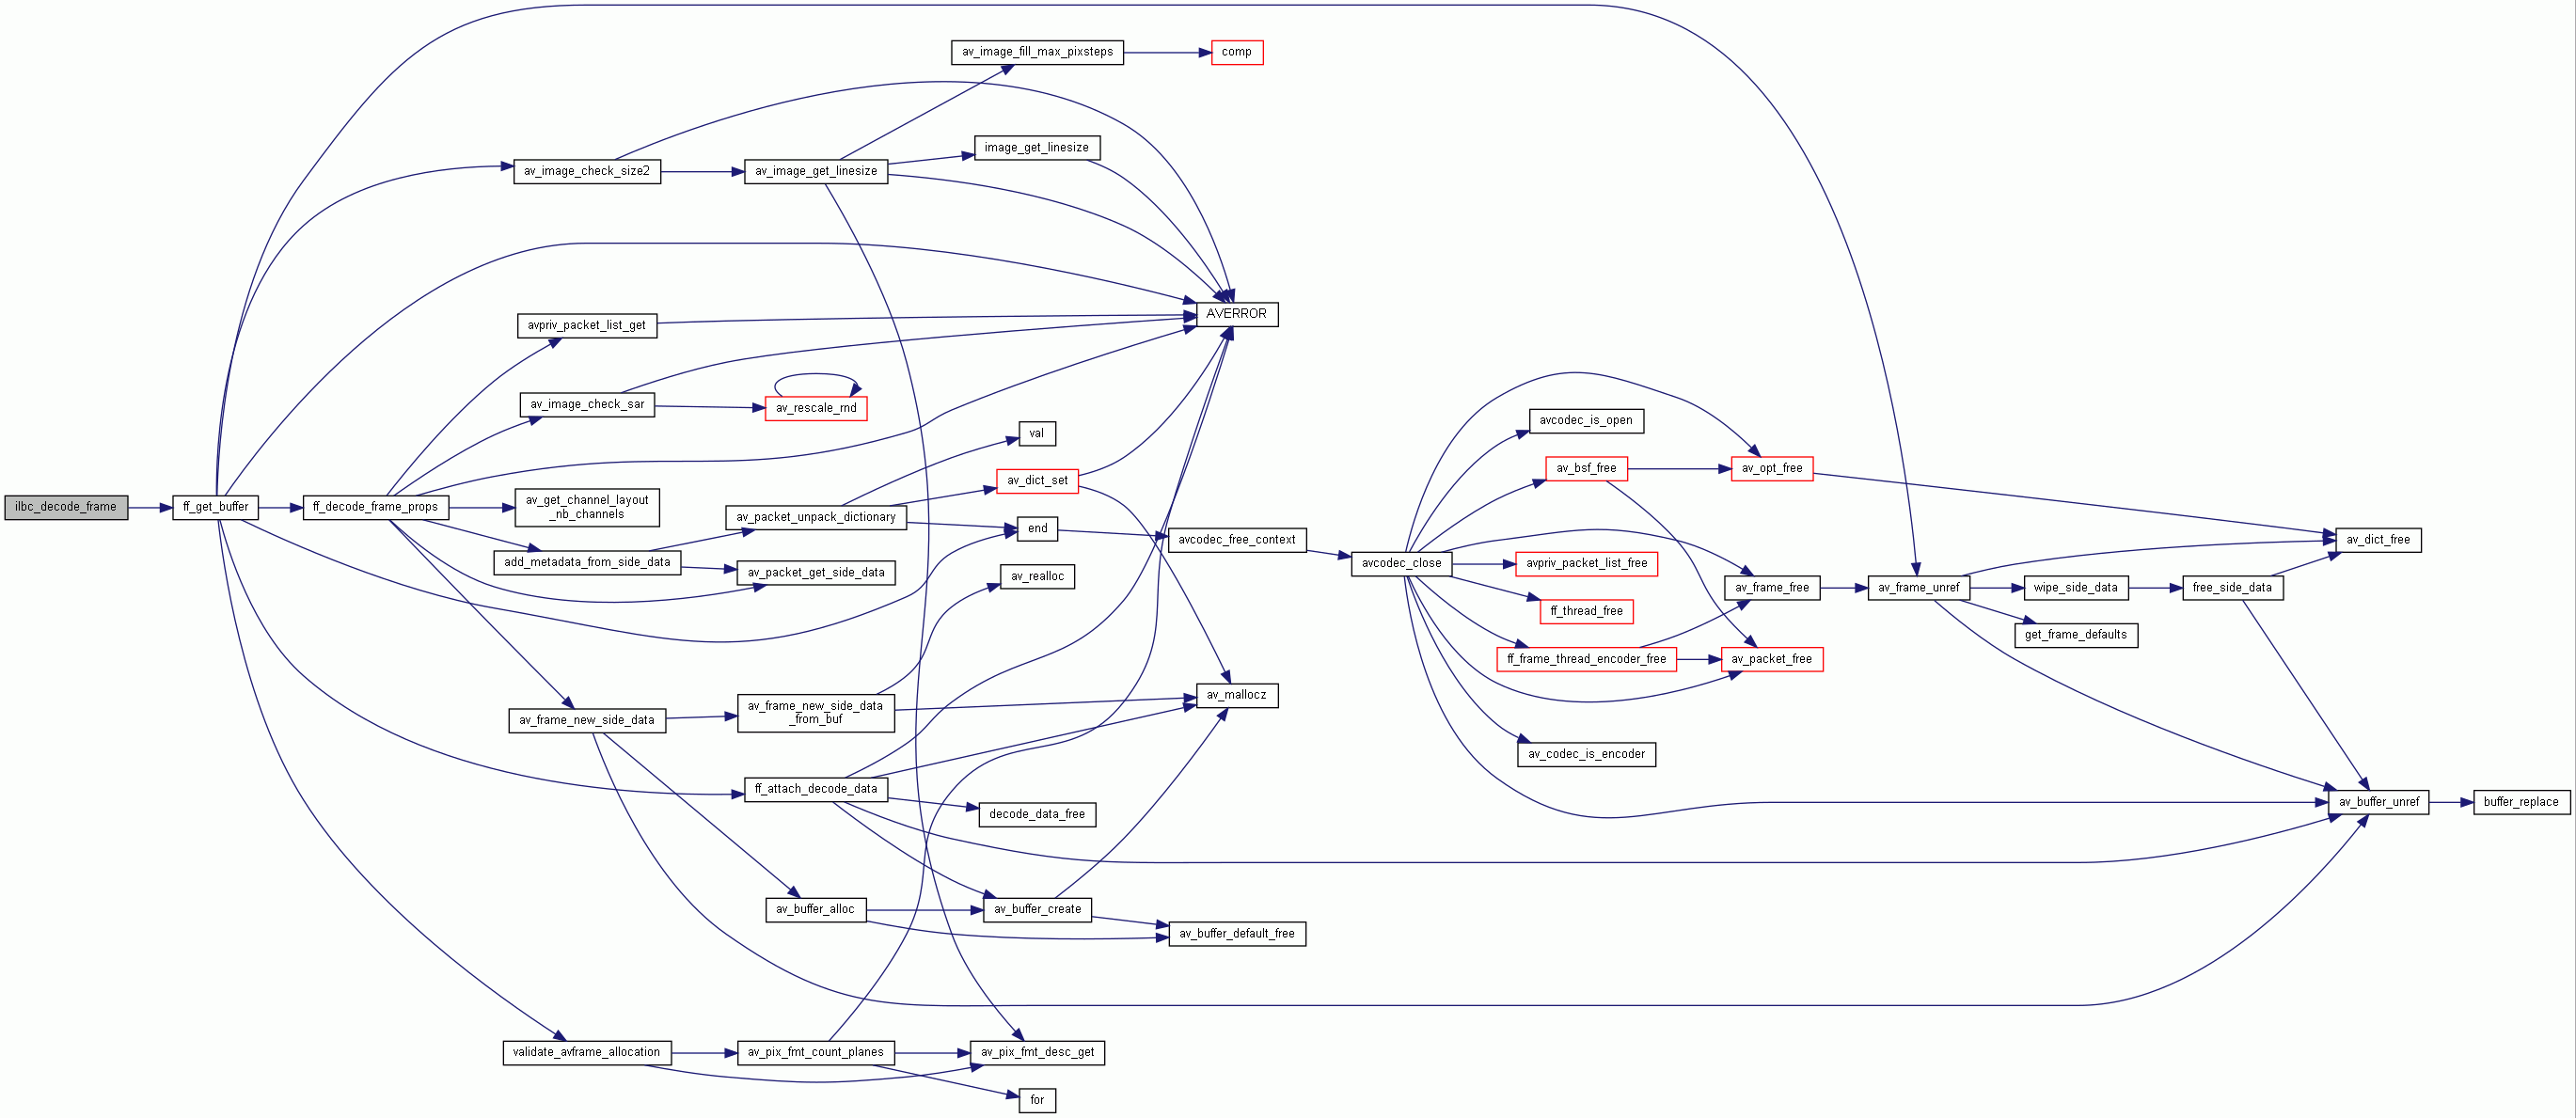 av_image_fill_max_pixsteps
comp
image_get_linesize
av_image_check_size2
av_image_get_linesize
AVERROR
avpriv_packet_list_get
av_image_check_sar
av_rescale_rnd
val
avcodec_is_open
av_bsf_free
av_opt_free
av_dict_set
ilbc_decode_frame
ff_get_buffer
ff_decode_frame_props
av_get_channel_layout
_nb_channels
av_packet_unpack_dictionary
end
avcodec_free_context
av_dict_free
add_metadata_from_side_data
av_packet_get_side_data
av_realloc
avcodec_close
avpriv_packet_list_free
av_frame_free
av_frame_unref
wipe_side_data
free_side_data
ff_thread_free
get_frame_defaults
ff_frame_thread_encoder_free
av_packet_free
av_mallocz
av_frame_new_side_data
av_frame_new_side_data
_from_buf
av_codec_is_encoder
ff_attach_decode_data
decode_data_free
av_buffer_unref
buffer_replace
av_buffer_alloc
av_buffer_create
av_buffer_default_free
validate_avframe_allocation
av_pix_fmt_count_planes
av_pix_fmt_desc_get
for